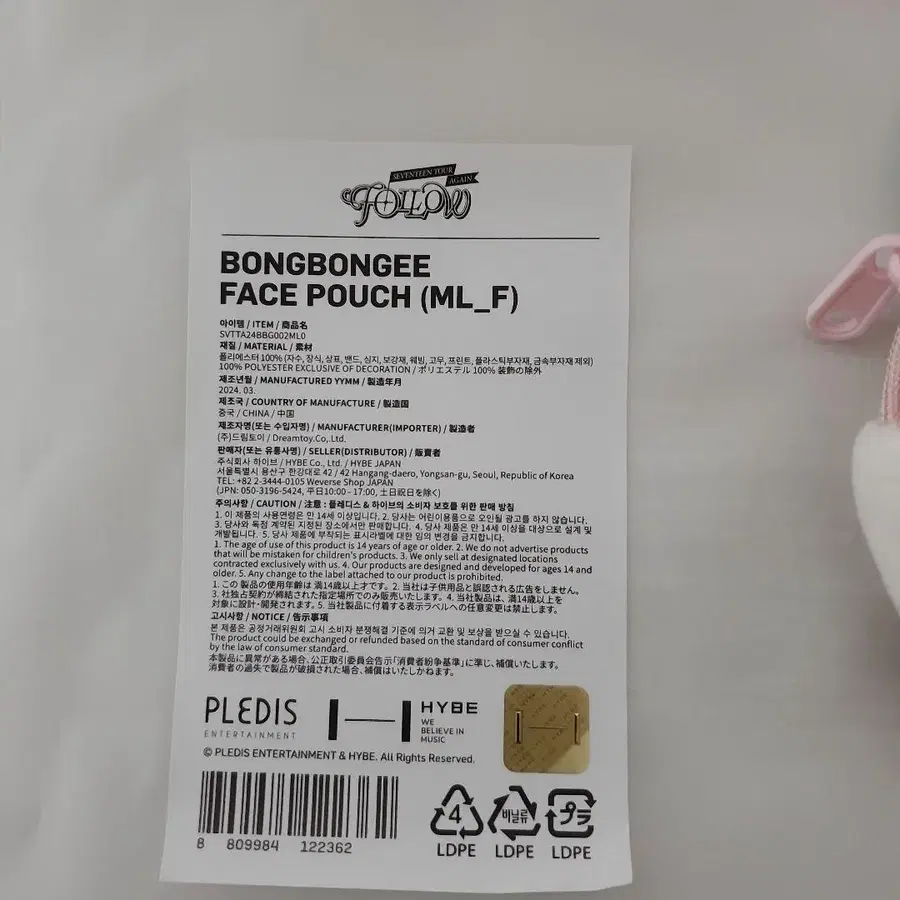 SEVENTEEN TOUR
AGAIN
FOLLOW
BONGBONGEE
FACE POUCH (ML_F)
아이템 / ITEM / 商品名
SVTTA24BBG002ML0
재질 / MATERIAL / 素材
폴리에스터 100% (자수, 장식, 상표, 밴드, 심지, 보강재, 웨빙, 고무, 프린트, 플라스틱부자재, 금속부자재 제외)
100% POLYESTER EXCLUSIVE OF DECORATION / ポリエステル 100% 装飾の除外
제조년월 / MANUFACTURED YYMM / 製造年月
2024. 03.
제조국 / COUNTRY OF MANUFACTURE / 製造国
중국 / CHINA / 中国
제조자명(또는 수입자명) / MANUFACTURER(IMPORTER) / 製造者
(주)드림토이 / Dreamtoy.Co,.Ltd.
판매자(또는 유통사명) / SELLER(DISTRIBUTOR) / 販賣者
주식회사 하이브 / HYBE Co., Ltd. / HYBE JAPAN
서울특별시 용산구 한강대로 42 / 42 Hangang-daero, Yongsan-gu, Seoul, Republic of Korea
TEL: +82 2-3444-0105 Weverse Shop JAPAN
(JPN: 050-3196-5424, 平日10:00 - 17:00, 土日祝日を除く)
주의사항 / CAUTION / 注意 : 플레디스 & 하이브의 소비자 보호를 위한 판매 방침
1. 이 제품의 사용연령은 만 14세 이상입니다. 2. 당사는 어린이용품으로 오인될 광고를 하지 않습니다.
3. 당사와 독점 계약된 지정된 장소에서만 판매합니다. 4. 당사 제품은 만 14세 이상을 대상으로 설계 및
개발됩니다. 5. 당사 제품에 부착되는 표시라벨에 대한 임의 변경을 금지합니다.
1. The age of use of this product is 14 years of age or older. 2. We do not advertise products
that will be mistaken for children's products. 3. We only sell at designated locations
contracted exclusively with us. 4. Our products are designed and developed for ages 14 and
older. 5. Any change to the label attached to our product is prohibited.
1. この 製品の使用年齢は 満14歳以上才です。2. 当社は子供用品と誤認される広告をしません。
3. 社独占契約が締結された指定場所でのみ販売いたします。4. 当社製品は、満14歳以上を
対象に設計・開発されます。5. 当社製品に付着する表示ラベルへの任意変更は禁止します。
고시사항 / NOTICE / 告示事項
본 제품은 공정거래위원회 고시 소비자 분쟁해결 기준에 의거 교환 및 보상을 받으실 수 있습니다.
The product could be exchanged or refunded based on the standard of consumer conflict
by the law of consumer standard.
本製品に異常がある場合、公正取引委員会告示「消費者紛争基準」に準じ、補償いたします。
消費者の過失で製品が破損された場合、補償はいたしかねます。
PLEDIS
ENTERTAINMENT
HYBE
WE
BELIEVE IN
MUSIC
© PLEDIS ENTERTAINMENT & HYBE. All Rights Reserved.
8 809984 122362
4
LDPE
비닐류
LDPE
プラ
LDPE